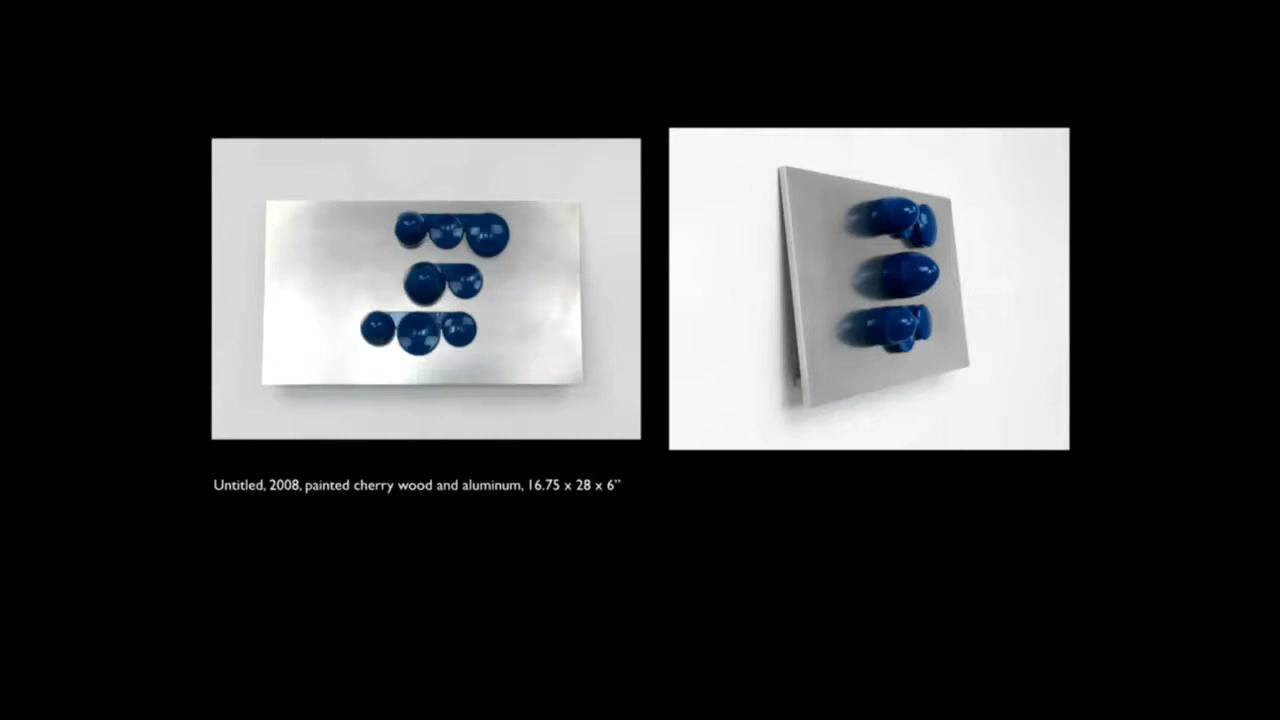 Untitled, 2008, painted cherry wood and aluminum, 16.75 x 28 x 6”